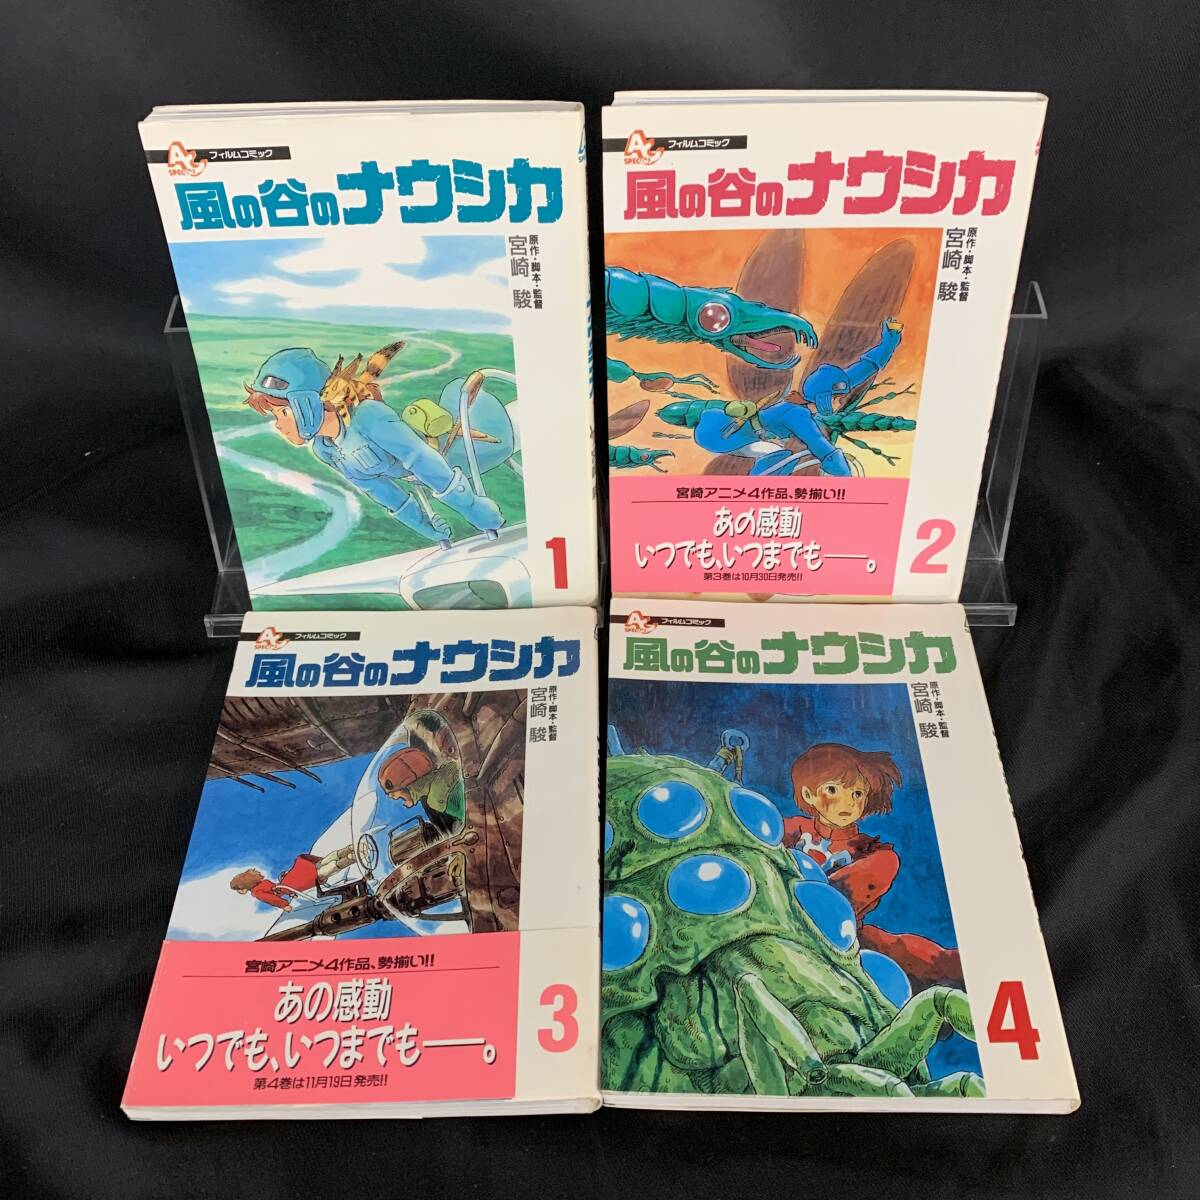 AC
SPECIAL
フィルムコミック
風の谷のナウシカ
原作・脚本・監督
宮崎 駿
1
AC
SPECIAL
フィルムコミック
風の谷のナウシカ
原作・脚本・監督
宮崎 駿
宮崎アニメ4作品、勢揃い!!
あの感動
いつでも、いつまでも──。
第3巻は10月30日発売!!
2
AC
SPECIAL
フィルムコミック
風の谷のナウシカ
原作・脚本・監督
宮崎 駿
宮崎アニメ4作品、勢揃い!!
あの感動
いつでも、いつまでも──。
第4巻は11月19日発売!!
3
AC
SPECIAL
フィルムコミック
風の谷のナウシカ
原作・脚本・監督
宮崎 駿
4